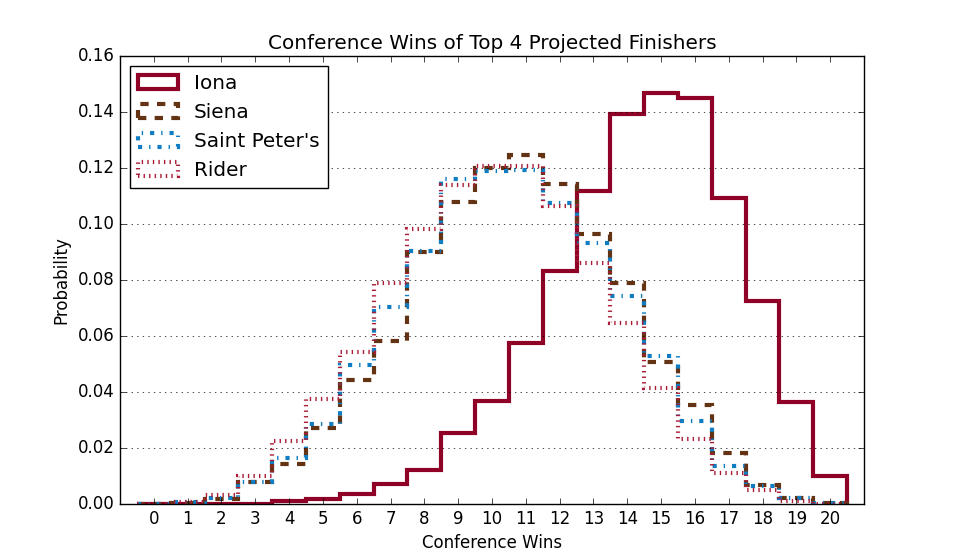 Conference Wins of Top 4 Projected Finishers
0.16
0.14
0.12
0.10
0.08
0.06
0.04
0.02
0.00
Probability
Iona
Siena
Saint Peter's
Rider
0 1 2 3 4 5 6 7 8 9 10 11 12 13 14 15 16 17 18 19 20
Conference Wins